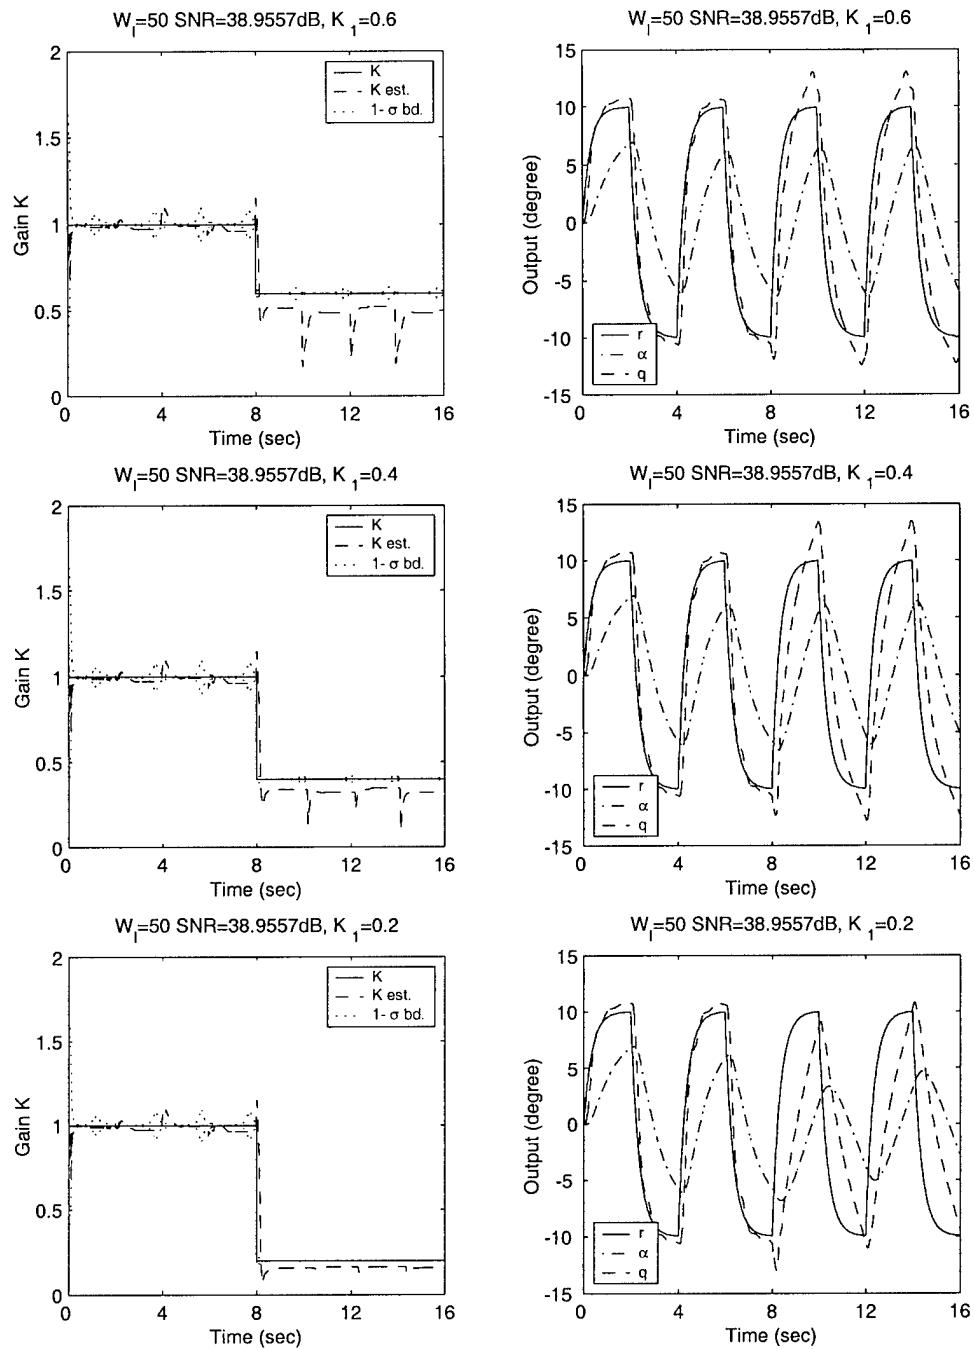 W_l=50 SNR=38.9557dB, K_1=0.6
2
1.5
1
0.5
0
Gain K
K
K est.
1- σ bd.
0 4 8 12 16
Time (sec)
W_l=50 SNR=38.9557dB, K_1=0.6
15
10
5
0
-5
-10
-15
Output (degree)
r
α
q
0 4 8 12 16
Time (sec)
W_l=50 SNR=38.9557dB, K_1=0.4
2
1.5
1
0.5
0
Gain K
K
K est.
1- σ bd.
0 4 8 12 16
Time (sec)
W_l=50 SNR=38.9557dB, K_1=0.4
15
10
5
0
-5
-10
-15
Output (degree)
r
α
q
0 4 8 12 16
Time (sec)
W_l=50 SNR=38.9557dB, K_1=0.2
2
1.5
1
0.5
0
Gain K
K
K est.
1- σ bd.
0 4 8 12 16
Time (sec)
W_l=50 SNR=38.9557dB, K_1=0.2
15
10
5
0
-5
-10
-15
Output (degree)
r
α
q
0 4 8 12 16
Time (sec)